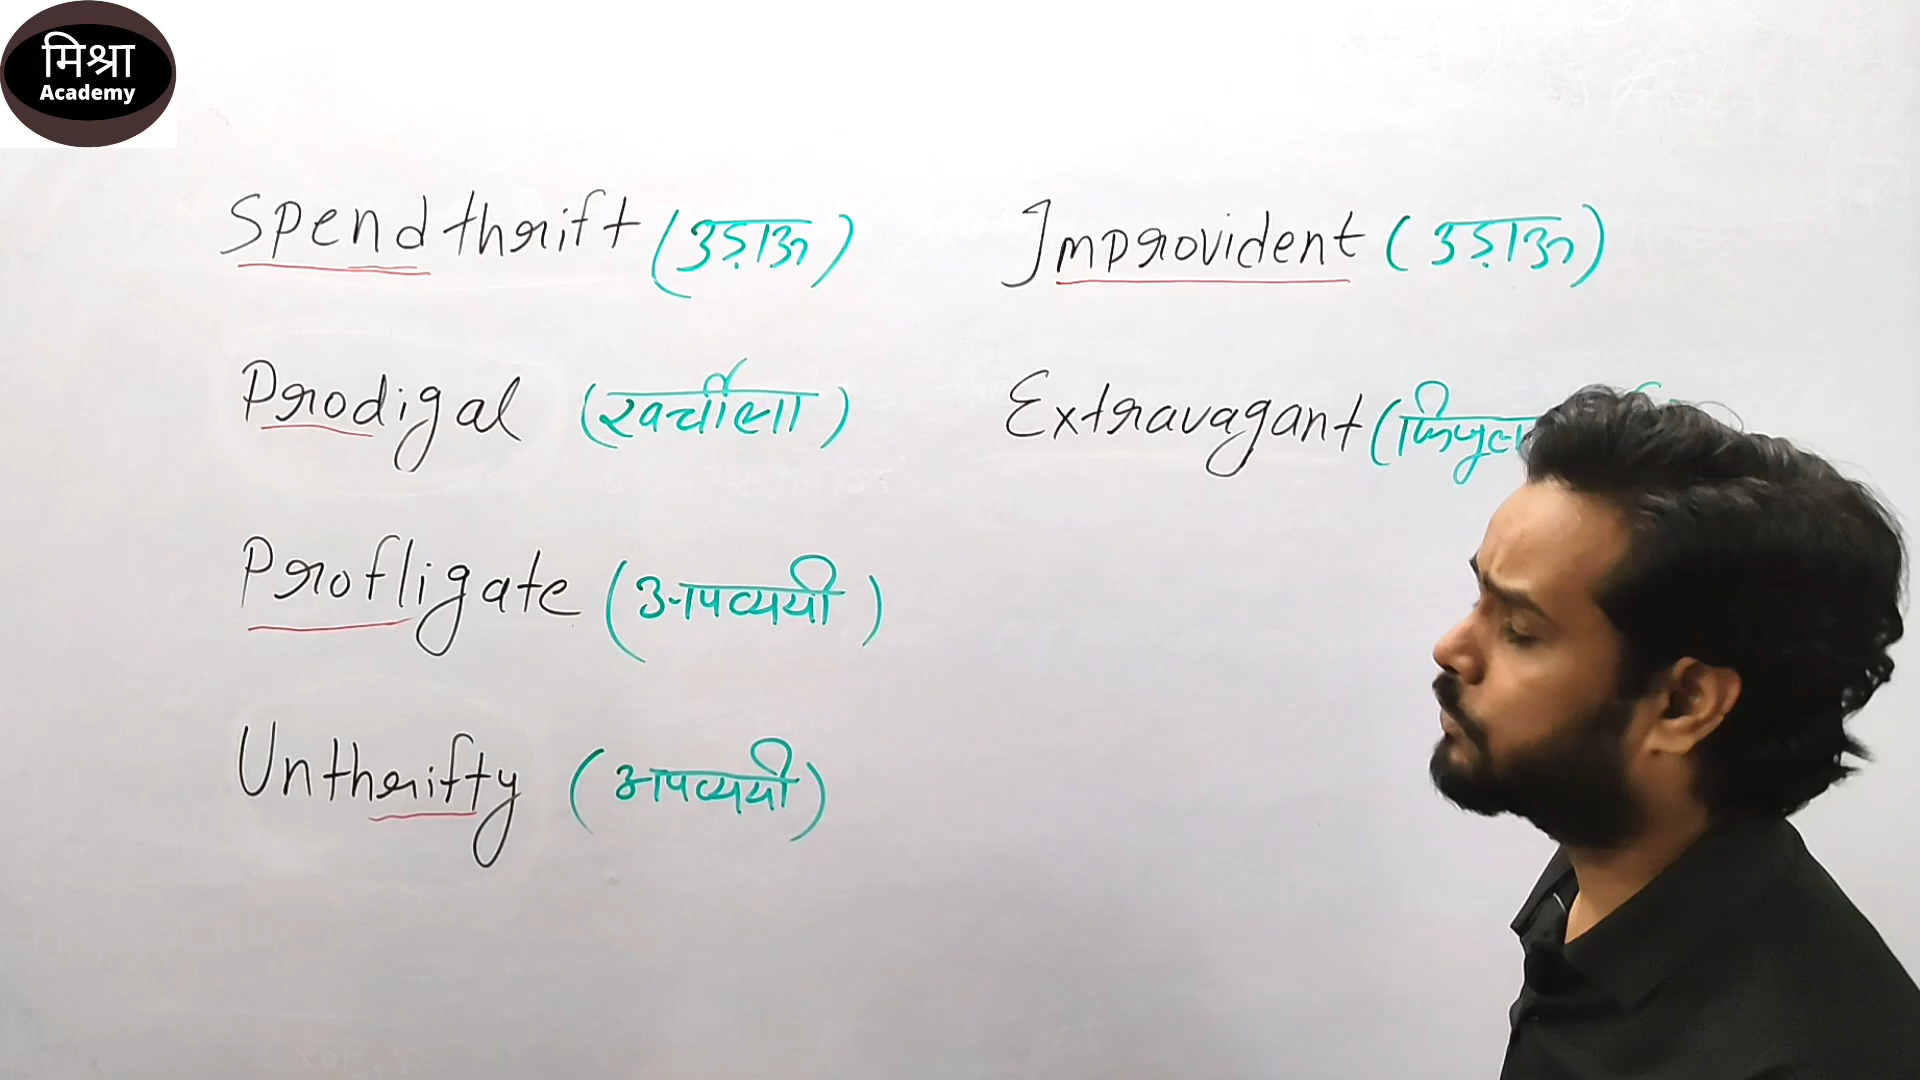 मिश्रा
Academy
Spendthrift (उड़ाऊ)
Prodigal (खर्चीला)
Profligate (अपव्ययी)
Unthrifty (अपव्ययी)
Improvident (उड़ाऊ)
Extravagant